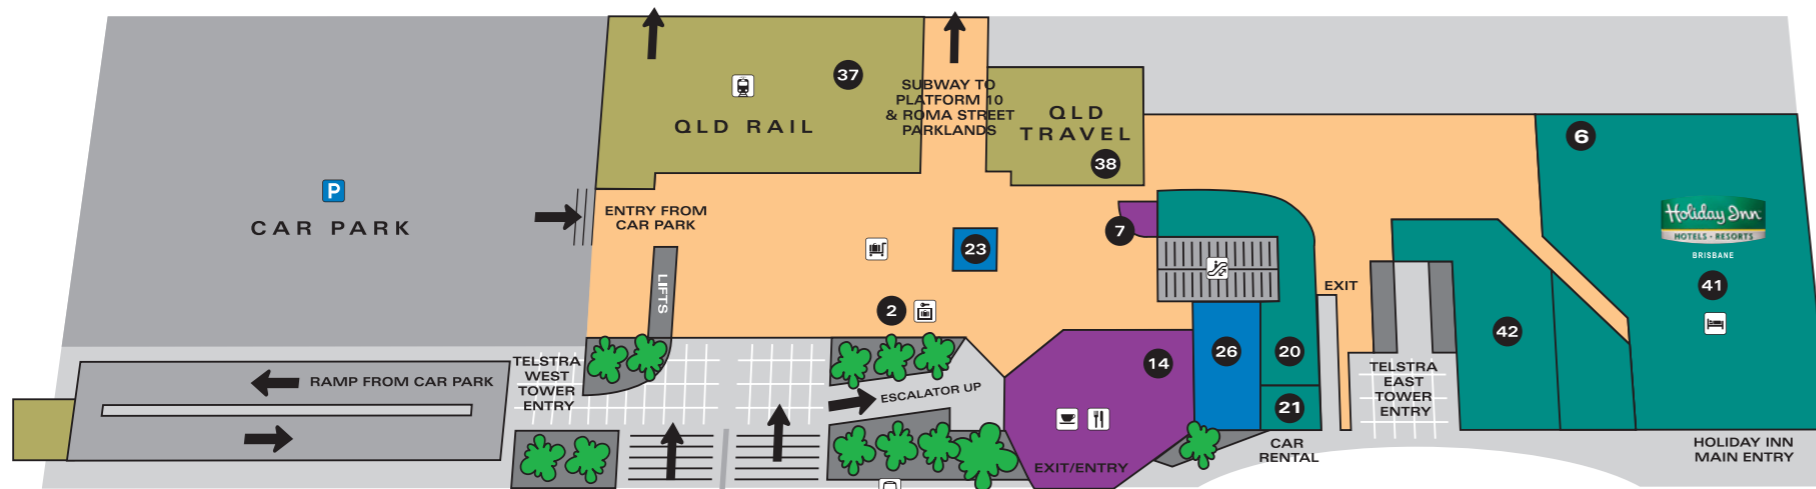 37
QLD RAIL
SUBWAY TO
PLATFORM 10
& ROMA STREET
PARKLANDS
QLD
TRAVEL
38
6
P
CAR PARK
ENTRY FROM
CAR PARK
LIFTS
23
7
2
Holiday Inn
HOTELS · RESORTS
BRISBANE
41
EXIT
42
14
26
20
21
TELSTRA
WEST
TOWER
ENTRY
RAMP FROM CAR PARK
ESCALATOR UP
EXIT/ENTRY
CAR
RENTAL
TELSTRA
EAST
TOWER
ENTRY
HOLIDAY INN
MAIN ENTRY